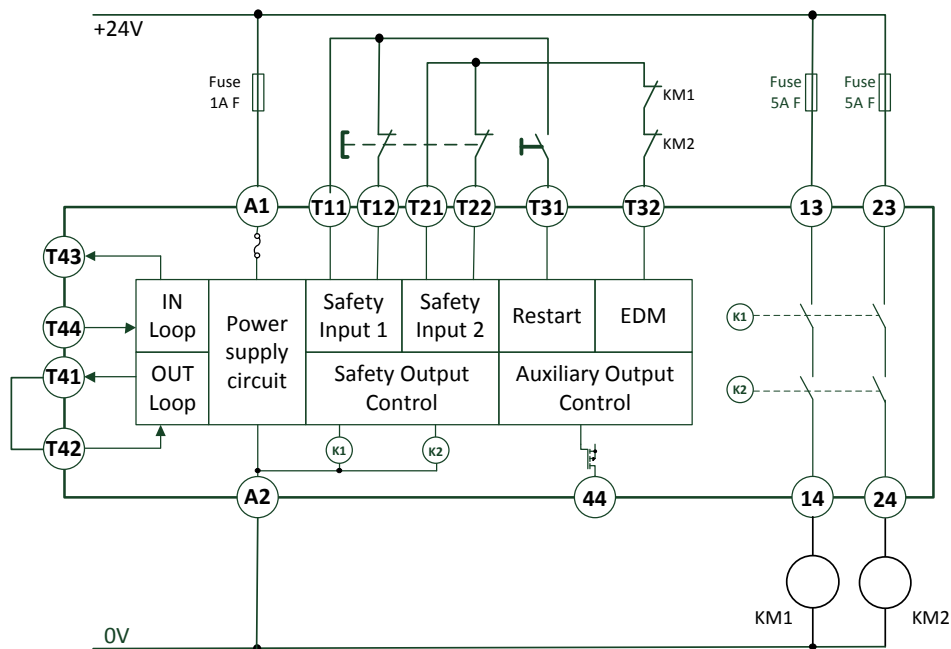 +24V
Fuse
1A F
KM1
KM2
Fuse
5A F
Fuse
5A F
A1
T11
T12
T21
T22
T31
T32
13
23
T43
T44
T41
T42
IN
Loop
OUT
Loop
Power
supply
circuit
Safety
Input 1
Safety
Input 2
Restart
EDM
Safety Output
Control
Auxiliary Output
Control
K1
K2
K1
K2
A2
44
14
24
KM1
KM2
0V